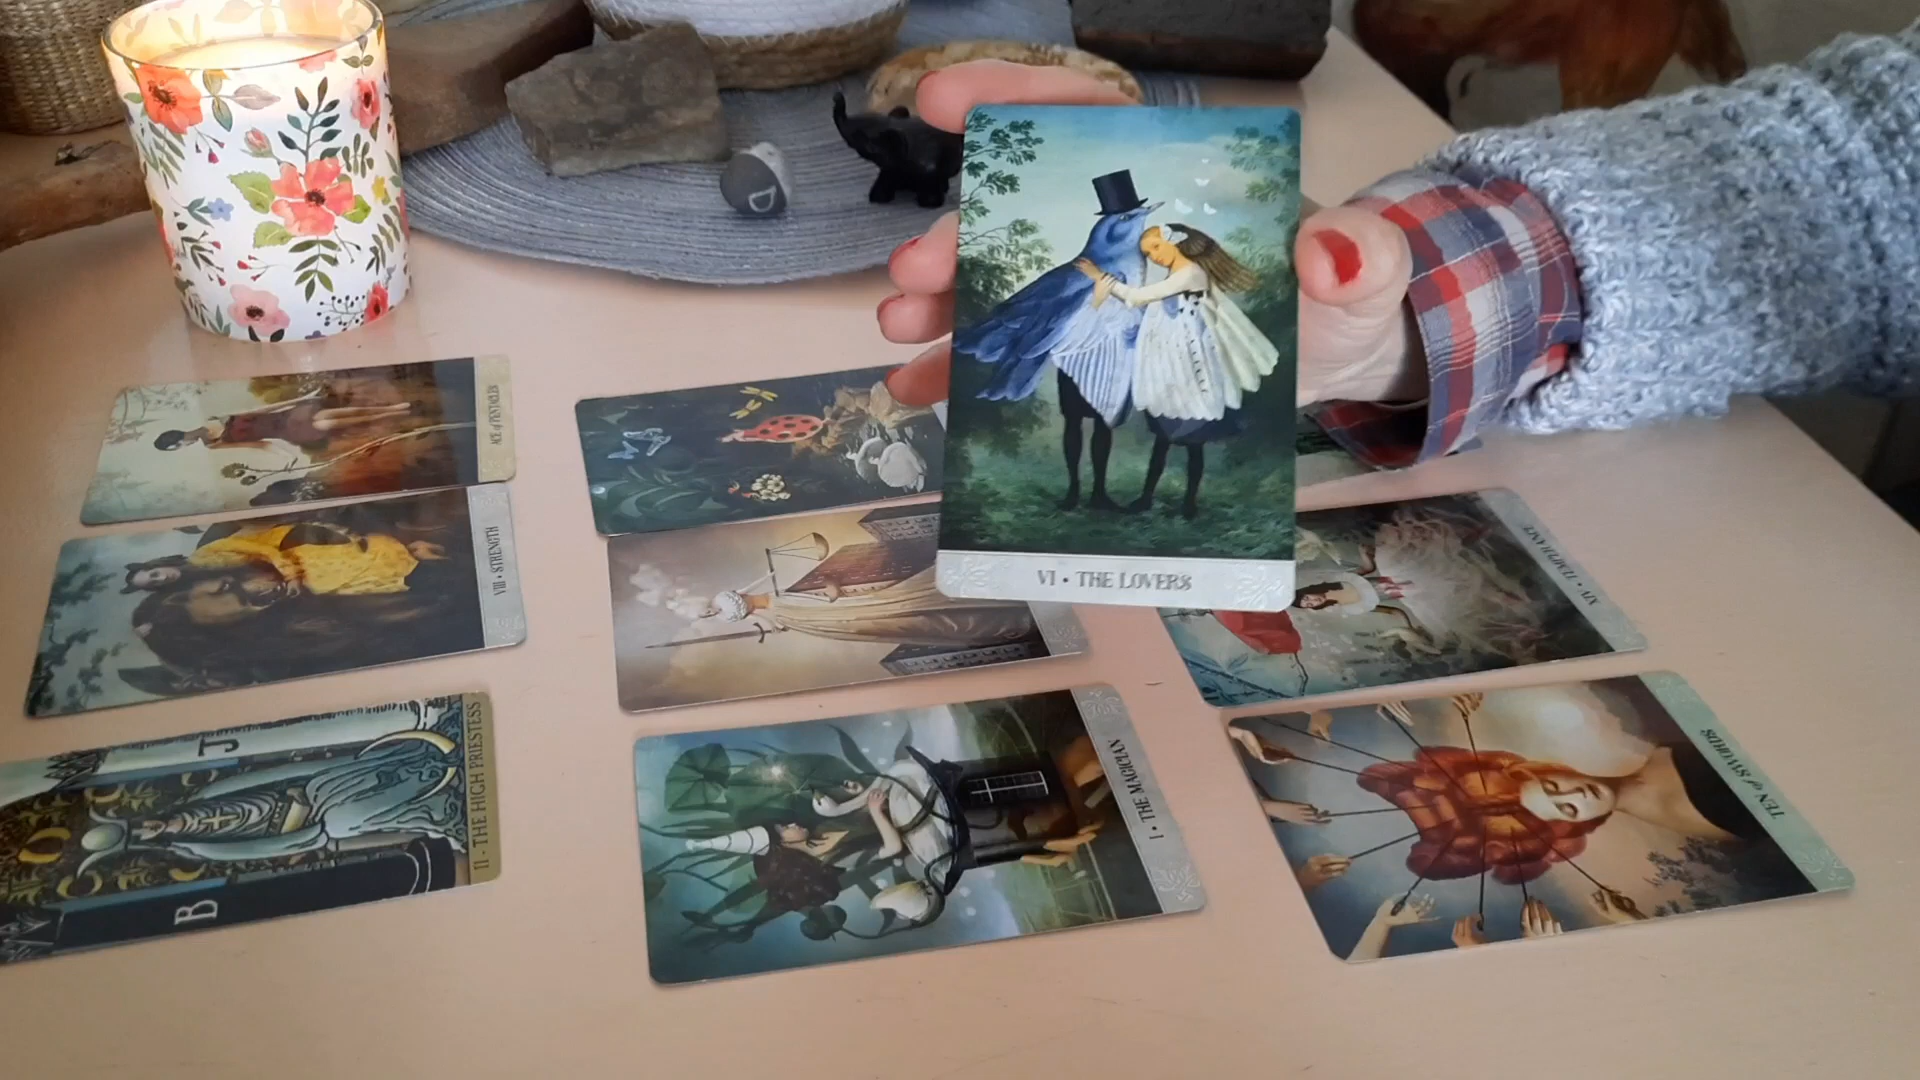 D
VI • THE LOVERS
ACE of PENTACLES
VIII • STRENGTH
XIV • TEMPERANCE
J
B
II - THE HIGH PRIESTESS
I • THE MAGICIAN
TEN of SWORDS